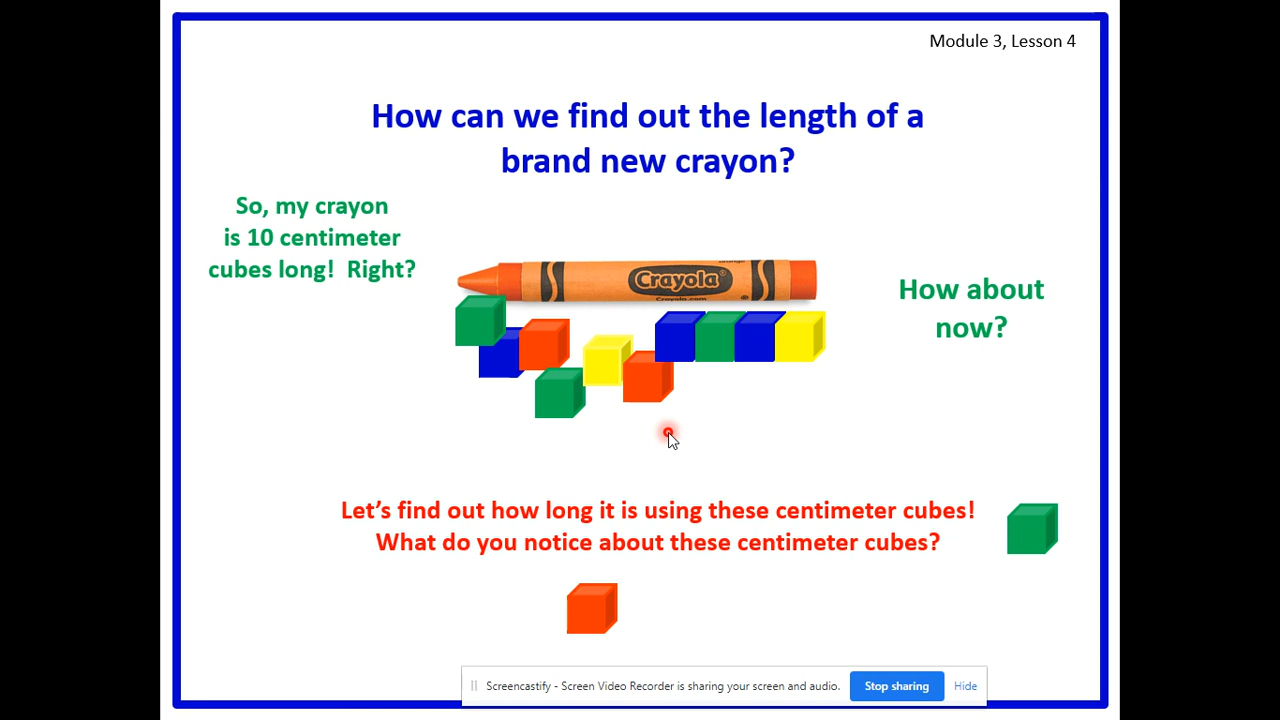 Module 3, Lesson 4
How can we find out the length of a
brand new crayon?
So, my crayon
is 10 centimeter
cubes long! Right?
Crayola
Crayola.com
How about
now?
Let's find out how long it is using these centimeter cubes!
What do you notice about these centimeter cubes?
Screencastify - Screen Video Recorder is sharing your screen and audio.
Stop sharing
Hide